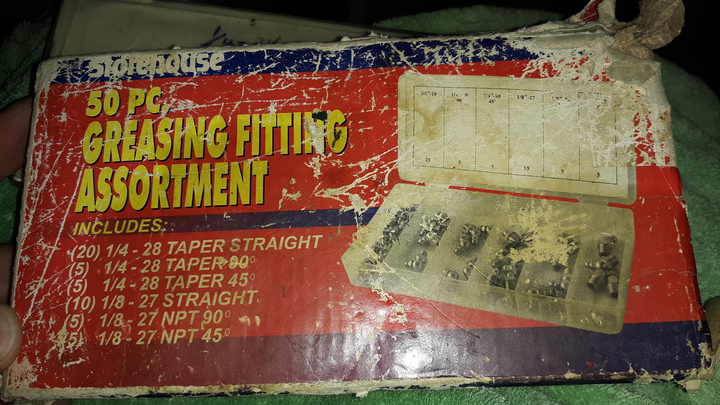 Storehouse
50 PC.
GREASING FITTING
ASSORTMENT
INCLUDES:
(20) 1/4 - 28 TAPER STRAIGHT
(5) 1/4 - 28 TAPER 90°
(5) 1/4 - 28 TAPER 45°
(10) 1/8 - 27 STRAIGHT
(5) 1/8 - 27 NPT 90°
(5) 1/8 - 27 NPT 45°